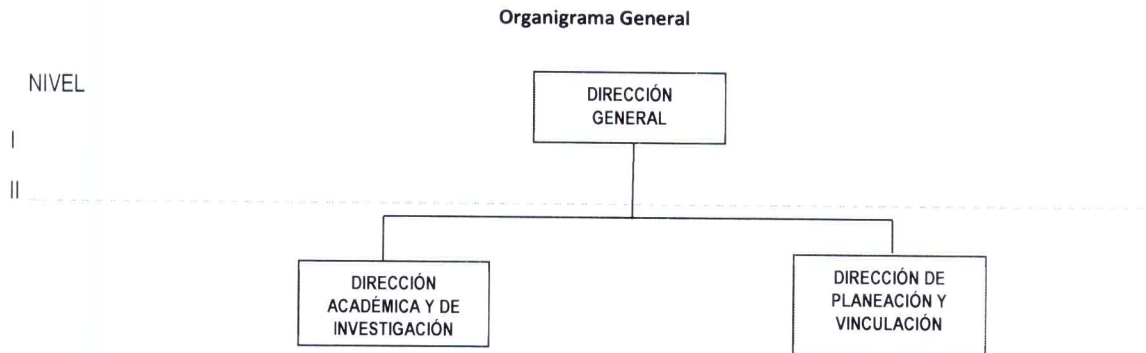 Organigrama General
NIVEL
DIRECCIÓN
GENERAL
I
II
DIRECCIÓN
ACADÉMICA Y DE
INVESTIGACIÓN
DIRECCIÓN DE
PLANEACIÓN Y
VINCULACIÓN